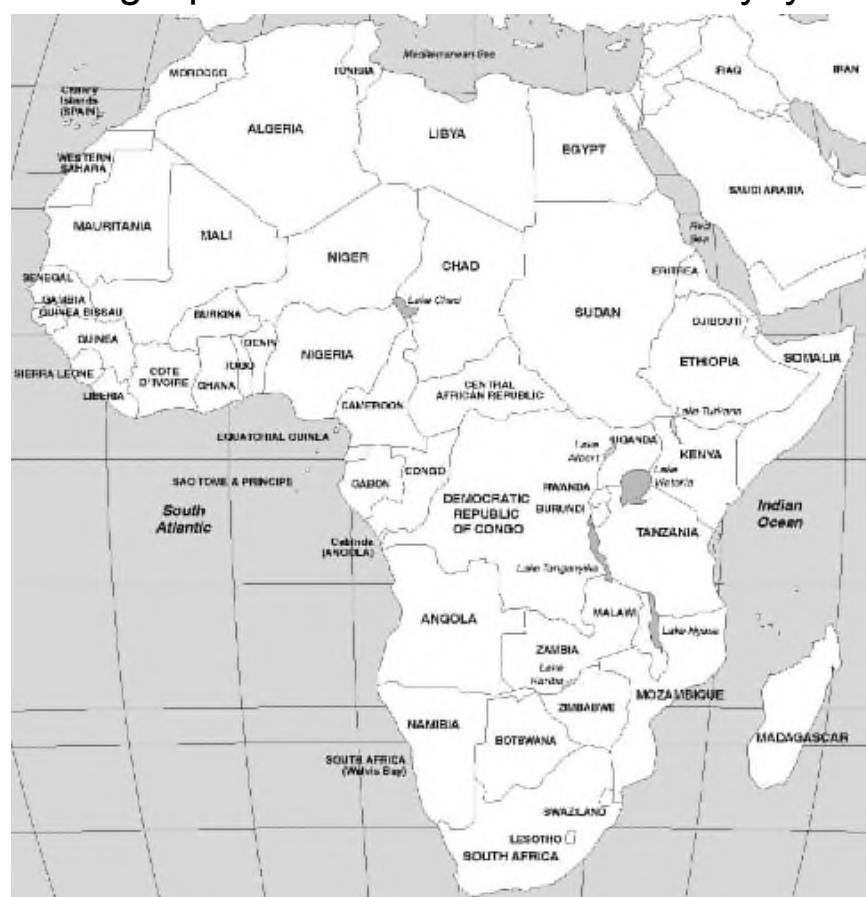 Mediterranean Sea
MOROCCO
TUNISIA
IRAQ
IRAN
Canary
Islands
(SPAIN)
ALGERIA
LIBYA
EGYPT
WESTERN
SAHARA
SAUDI ARABIA
MAURITANIA
MALI
NIGER
CHAD
Red
Sea
SENEGAL
ERITREA
GAMBIA
GUINEA BISSAU
BURKINA
Lake Chad
SUDAN
DJIBOUTI
GUINEA
NIGERIA
ETHIOPIA
SOMALIA
SIERRA LEONE
COTE
D'IVOIRE
GHANA
TOGO
LIBERIA
CENTRAL
AFRICAN REPUBLIC
CAMEROON
Lake Turkana
EQUATORIAL GUINEA
UGANDA
Lake
Albert
KENYA
CONGO
GABON
Lake
Victoria
SAO TOME & PRINCIPE
RWANDA
BURUNDI
DEMOCRATIC
REPUBLIC
OF CONGO
South
Atlantic
Indian
Ocean
TANZANIA
Cabinda
(ANGOLA)
Lake Tanganyika
ANGOLA
MALAWI
Lake Nyasa
ZAMBIA
Lake
Kariba
MOZAMBIQUE
ZIMBABWE
NAMIBIA
BOTSWANA
MADAGASCAR
SOUTH AFRICA
(Walvis Bay)
SWAZILAND
LESOTHO
SOUTH AFRICA